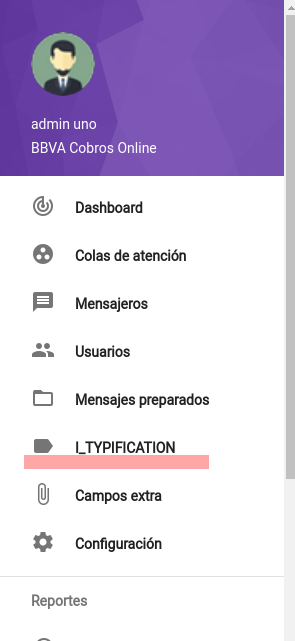 admin uno
BBVA Cobros Online
Dashboard
Colas de atención
Mensajeros
Usuarios
Mensajes preparados
I_TYPIFICATION
Campos extra
Configuración
Reportes